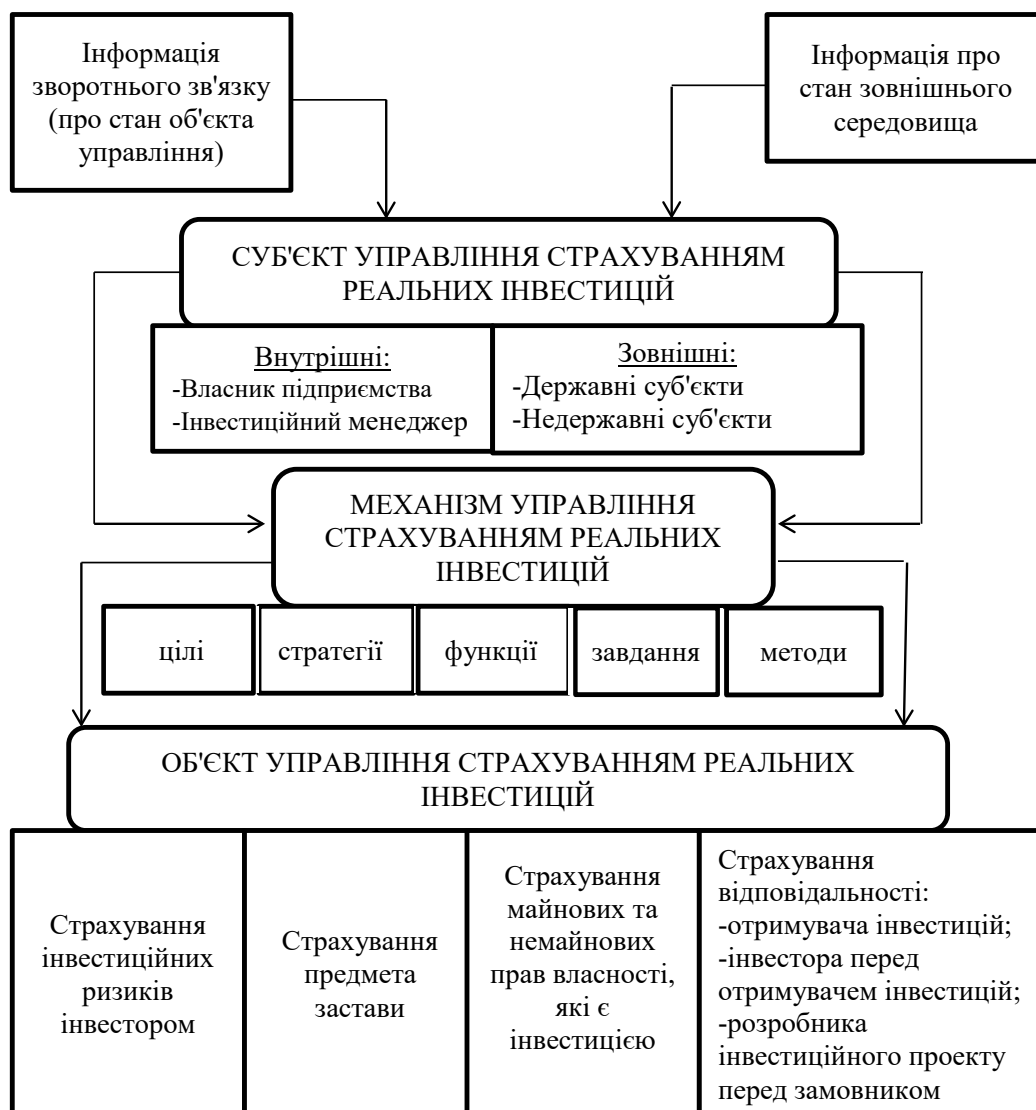 Інформація
зворотнього зв'язку
(про стан об'єкта
управління)
Інформація про
стан зовнішнього
середовища
СУБ'ЄКТ УПРАВЛІННЯ СТРАХУВАННЯМ
РЕАЛЬНИХ ІНВЕСТИЦІЙ
Внутрішні:
-Власник підприємства
-Інвестиційний менеджер
Зовнішні:
-Державні суб'єкти
-Недержавні суб'єкти
МЕХАНІЗМ УПРАВЛІННЯ
СТРАХУВАННЯМ РЕАЛЬНИХ
ІНВЕСТИЦІЙ
цілі
стратегії
функції
завдання
методи
ОБ'ЄКТ УПРАВЛІННЯ СТРАХУВАННЯМ РЕАЛЬНИХ
ІНВЕСТИЦІЙ
Страхування
інвестиційних
ризиків
інвестором
Страхування
предмета
застави
Страхування
майнових та
немайнових
прав власності,
які є
інвестицією
Страхування
відповідальності:
-отримувача інвестицій;
-інвестора перед
отримувачем інвестицій;
-розробника
інвестиційного проекту
перед замовником